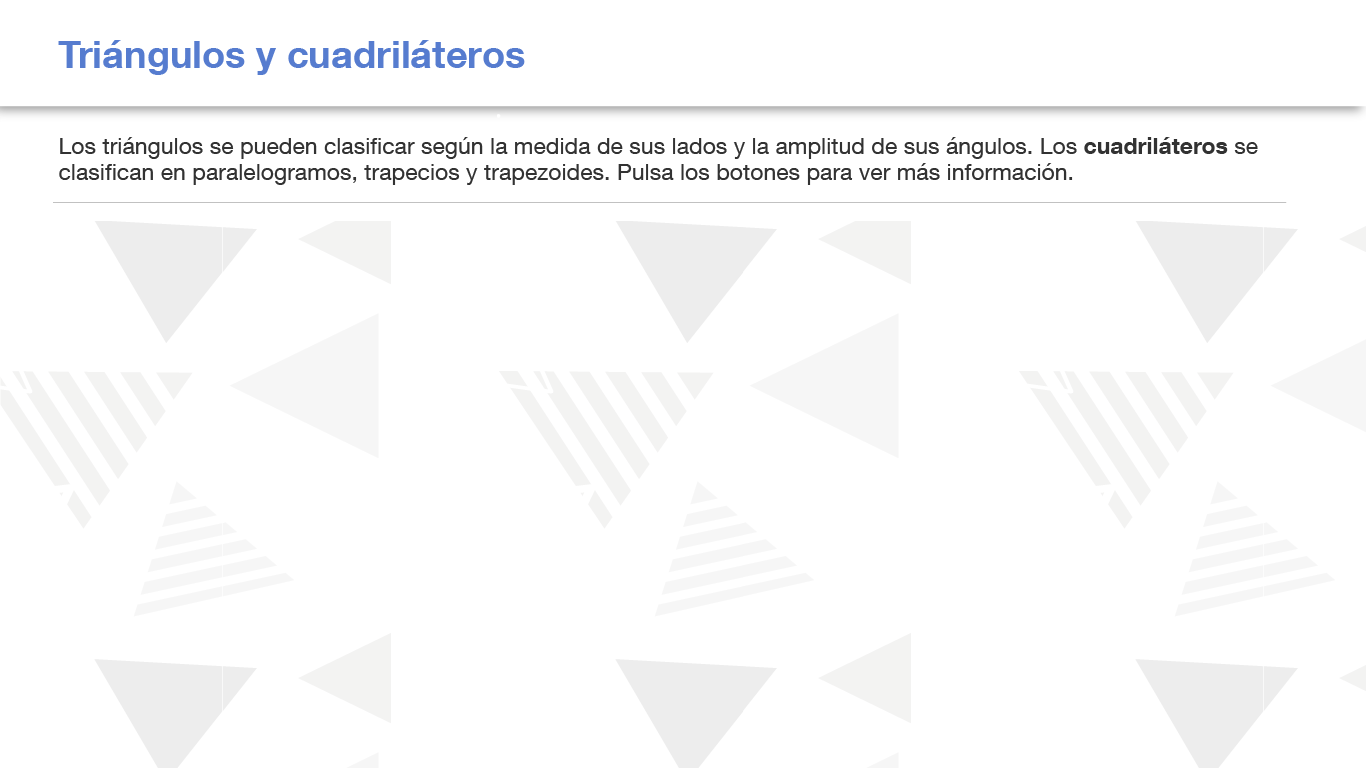 Triángulos y cuadriláteros
Los triángulos se pueden clasificar según la medida de sus lados y la amplitud de sus ángulos. Los cuadriláteros se
clasifican en paralelogramos, trapecios y trapezoides. Pulsa los botones para ver más información.